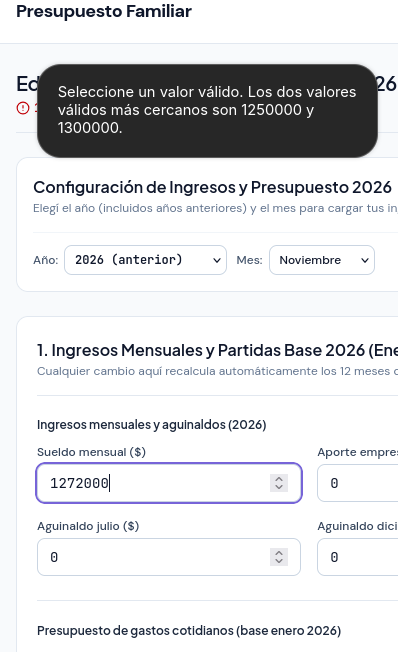 Presupuesto Familiar
Ed
26
Seleccione un valor válido. Los dos valores
válidos más cercanos son 1250000 y
1300000.
Configuración de Ingresos y Presupuesto 2026
Elegí el año (incluidos años anteriores) y el mes para cargar tus in
Año: 2026 (anterior) Mes: Noviembre
1. Ingresos Mensuales y Partidas Base 2026 (Ene
Cualquier cambio aquí recalcula automáticamente los 12 meses
Ingresos mensuales y aguinaldos (2026)
Sueldo mensual ($) Aporte empres
1272000 0
Aguinaldo julio ($) Aguinaldo dici
0 0
Presupuesto de gastos cotidianos (base enero 2026)